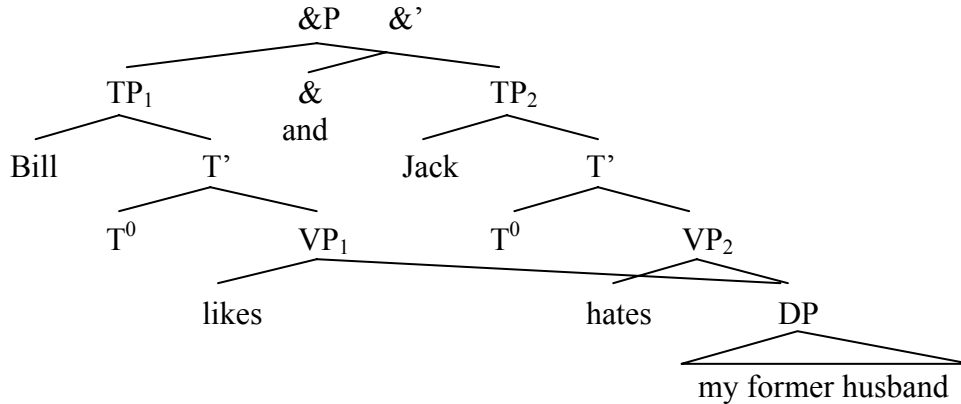 &P &’
TP₁ & TP₂
and
Bill T’ Jack T’
T⁰ VP₁ T⁰ VP₂
likes hates DP
my former husband